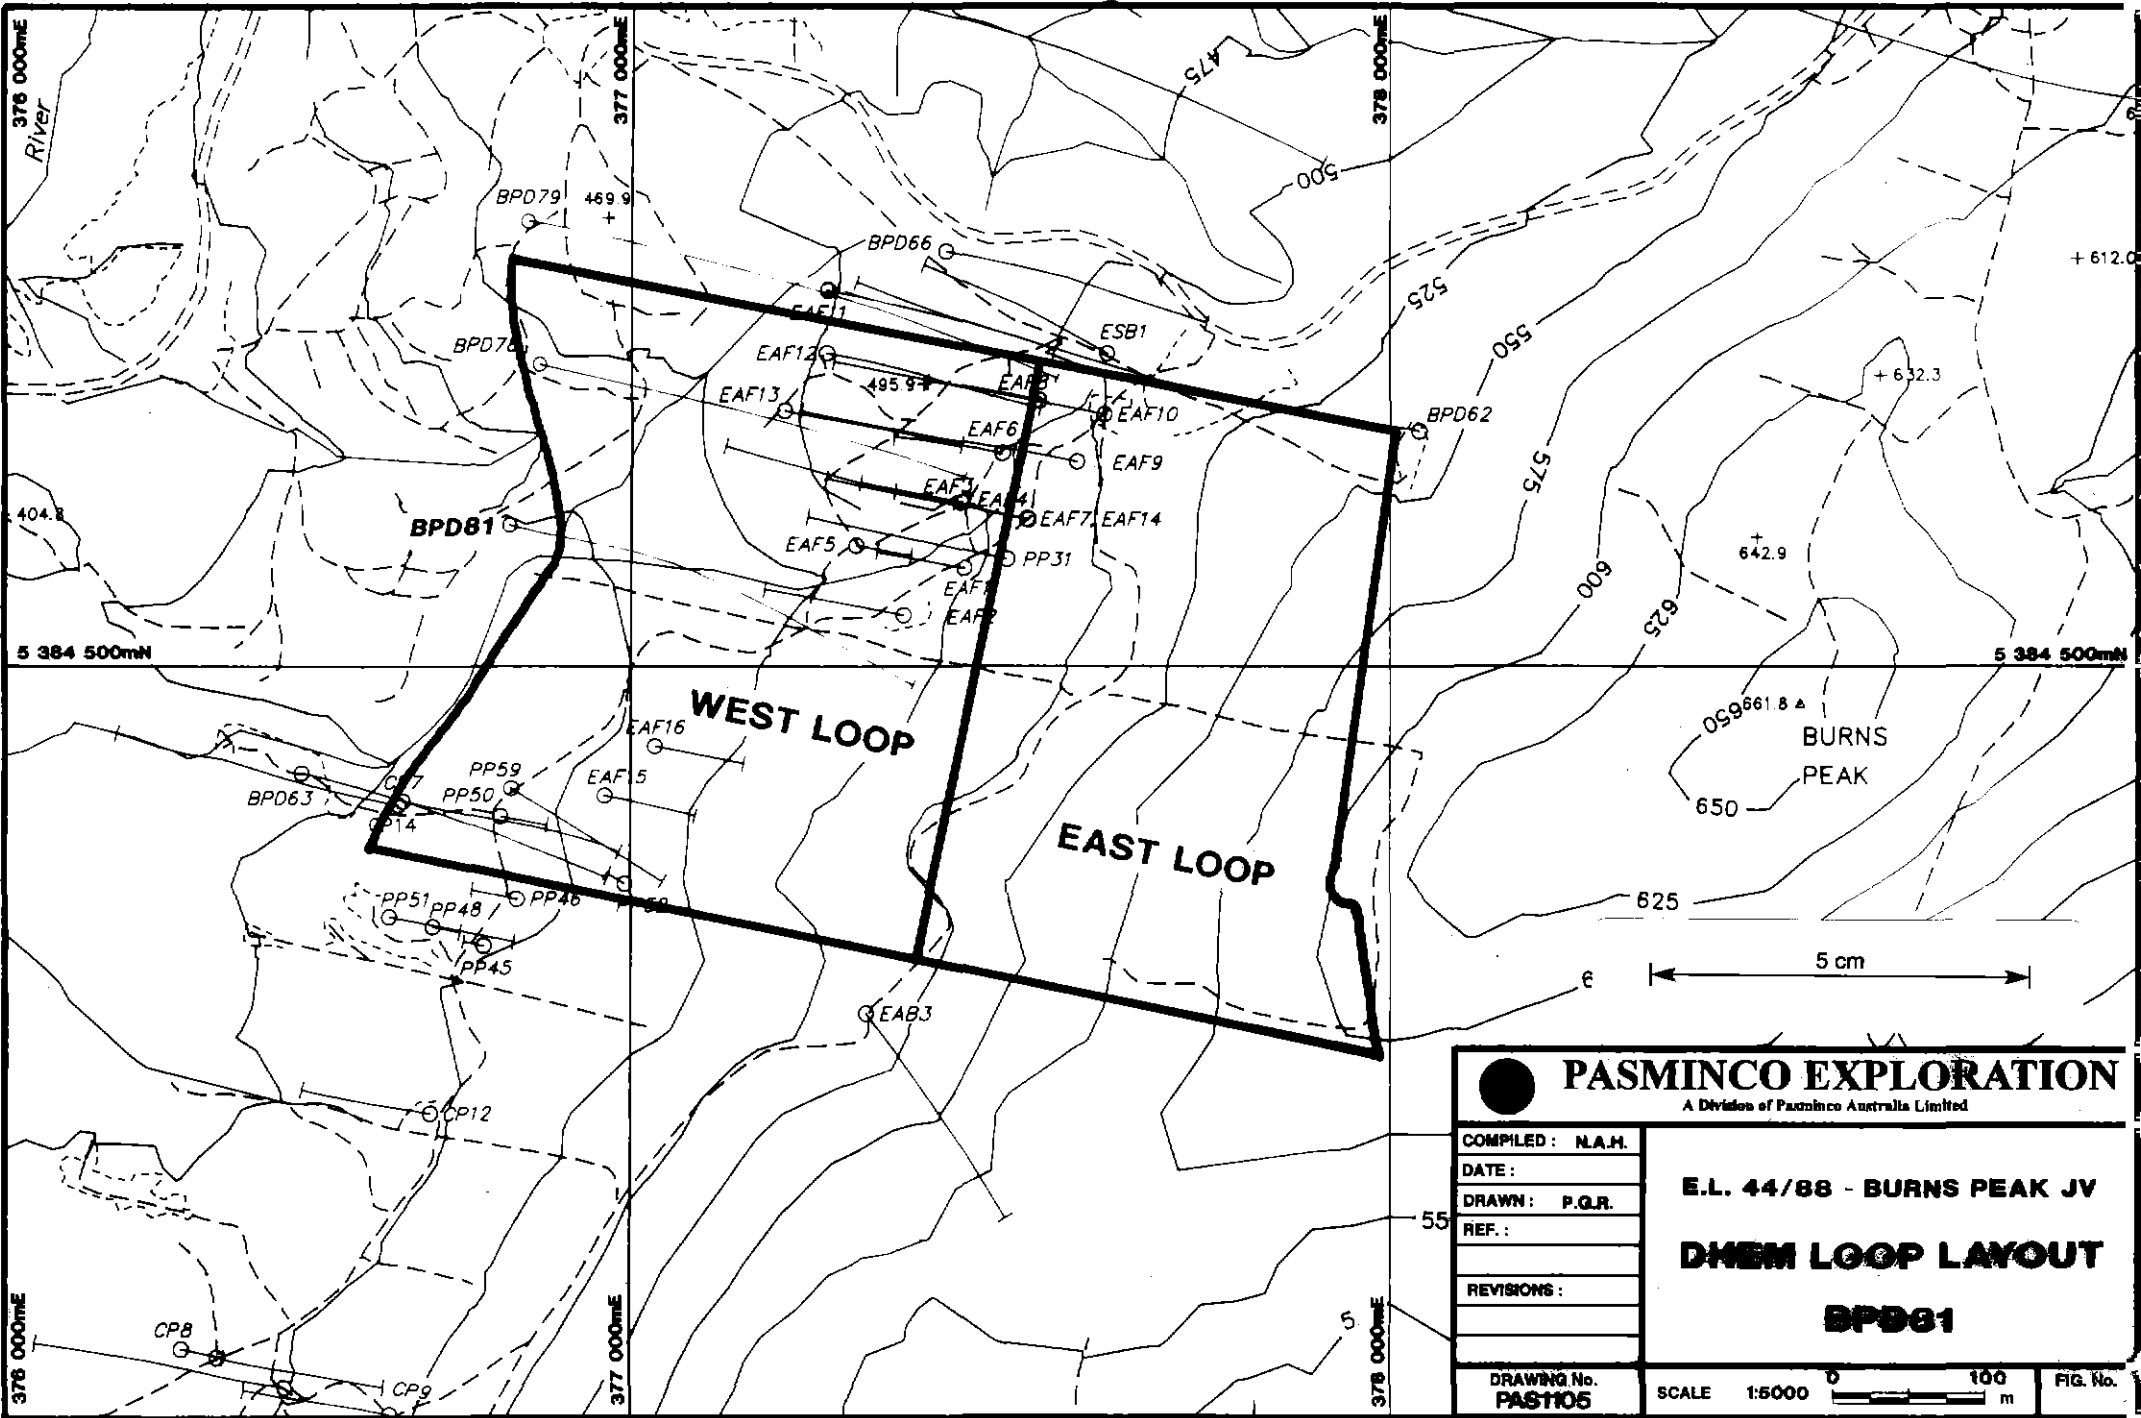 376 000mE
377 000mE
378 000mE
River
475
500
BPD79
469.9
BPD66
+ 612.0
525
550
EAF11
ESB1
BPD78
EAF12
EAF13
495.9
EAF8
EAF10
+ 632.3
BPD62
EAF6
EAF9
575
404.8
BPD81
EAF3
EAF4
EAF7, EAF14
EAF5
PP31
642.9
EAF1
600
EAF2
625
5 384 500mN
5 384 500mN
WEST LOOP
650
661.8
BURNS
PEAK
EAF16
BPD63
CP7
PP59
EAF15
PP50
CP14
650
EAST LOOP
PP51
PP48
PP46
625
PP45
5 cm
6
EAB3
CP12
55
5
CP8
CP9
376 000mE
377 000mE
378 000mE
PASMINCO EXPLORATION
A Division of Pasminco Australia Limited
COMPILED : N.A.H.
DATE :
DRAWN : P.G.R.
REF. :
REVISIONS :
E.L. 44/88 - BURNS PEAK JV
DHEM LOOP LAYOUT
BPD81
DRAWING No.
PAS1105
SCALE 1:5000
0 100
m
FIG. No.